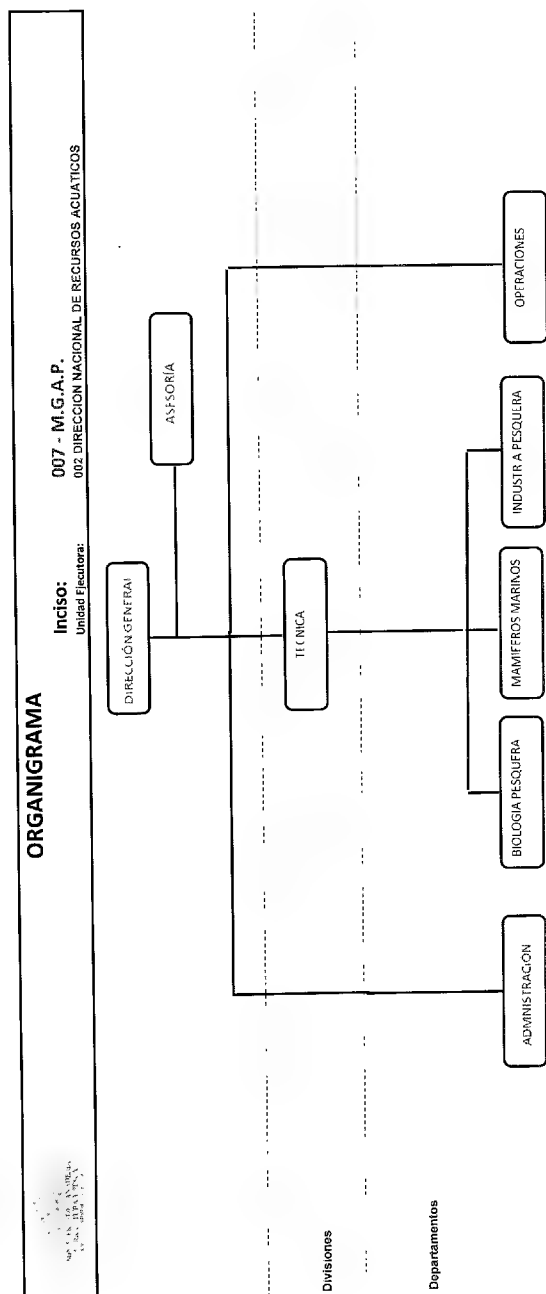 ORGANIGRAMA
Inciso: 007 - M.G.A.P.
Unidad Ejecutora: 002 DIRECCION NACIONAL DE RECURSOS ACUATICOS
DIRECCIÓN GENERAL
ASESORÍA
Divisiones
TECNICA
Departamentos
ADMINISTRACION
BIOLOGIA PESQUERA
MAMIFEROS MARINOS
INDUSTR A PESQUERA
OPERACIONES